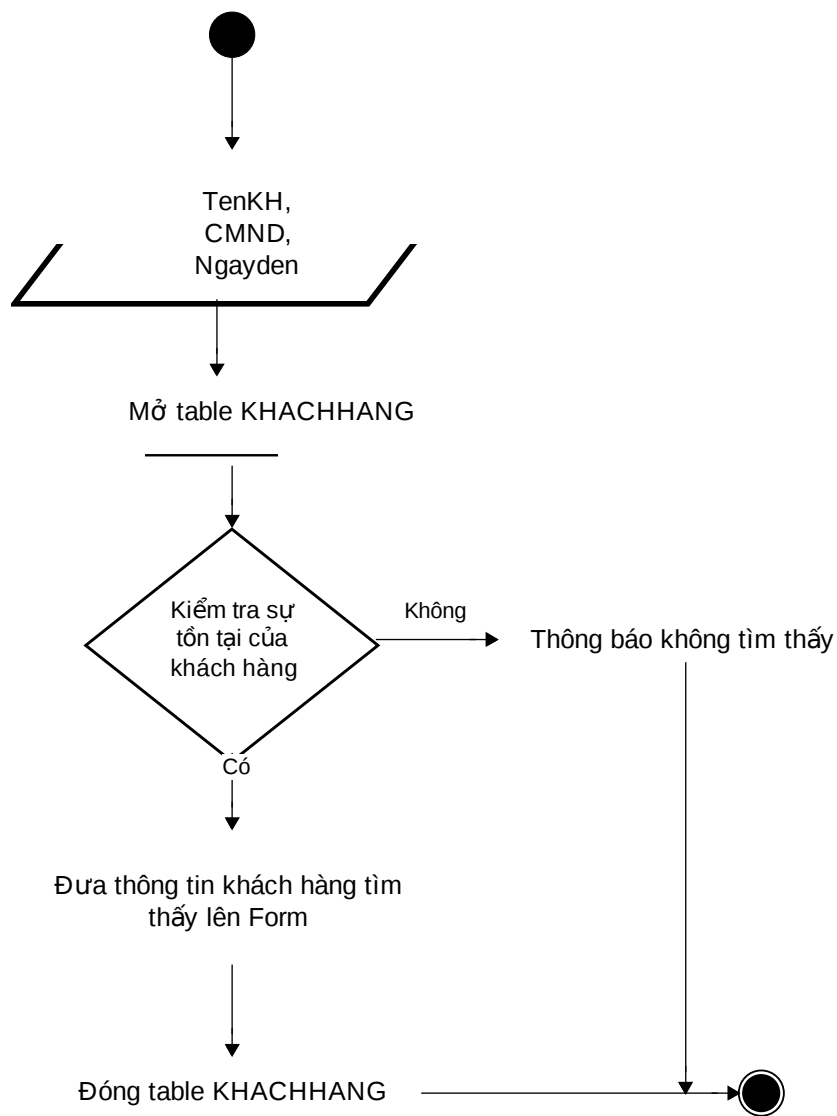 TenKH,
CMND,
Ngayden
Mở table KHACHHANG
Kiểm tra sự
tồn tại của
khách hàng
Không
Thông báo không tìm thấy
Có
Đưa thông tin khách hàng tìm
thấy lên Form
Đóng table KHACHHANG